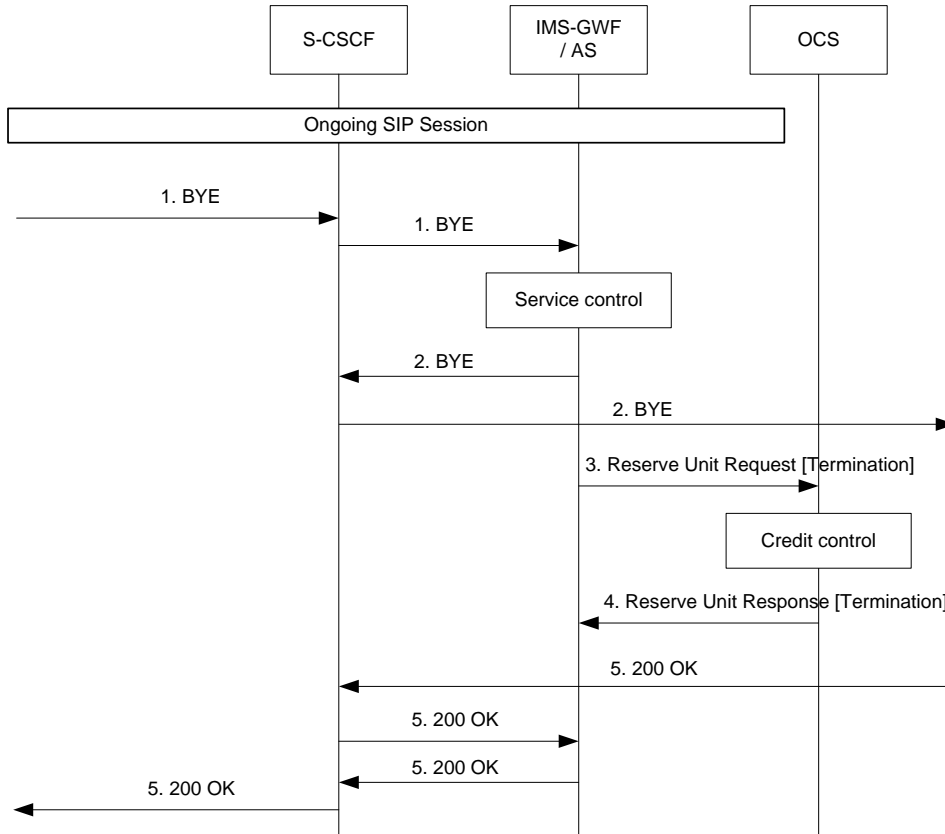 S-CSCF
IMS-GWF
/ AS
OCS
Ongoing SIP Session
1. BYE
1. BYE
Service control
2. BYE
2. BYE
3. Reserve Unit Request [Termination]
Credit control
4. Reserve Unit Response [Termination]
5. 200 OK
5. 200 OK
5. 200 OK
5. 200 OK